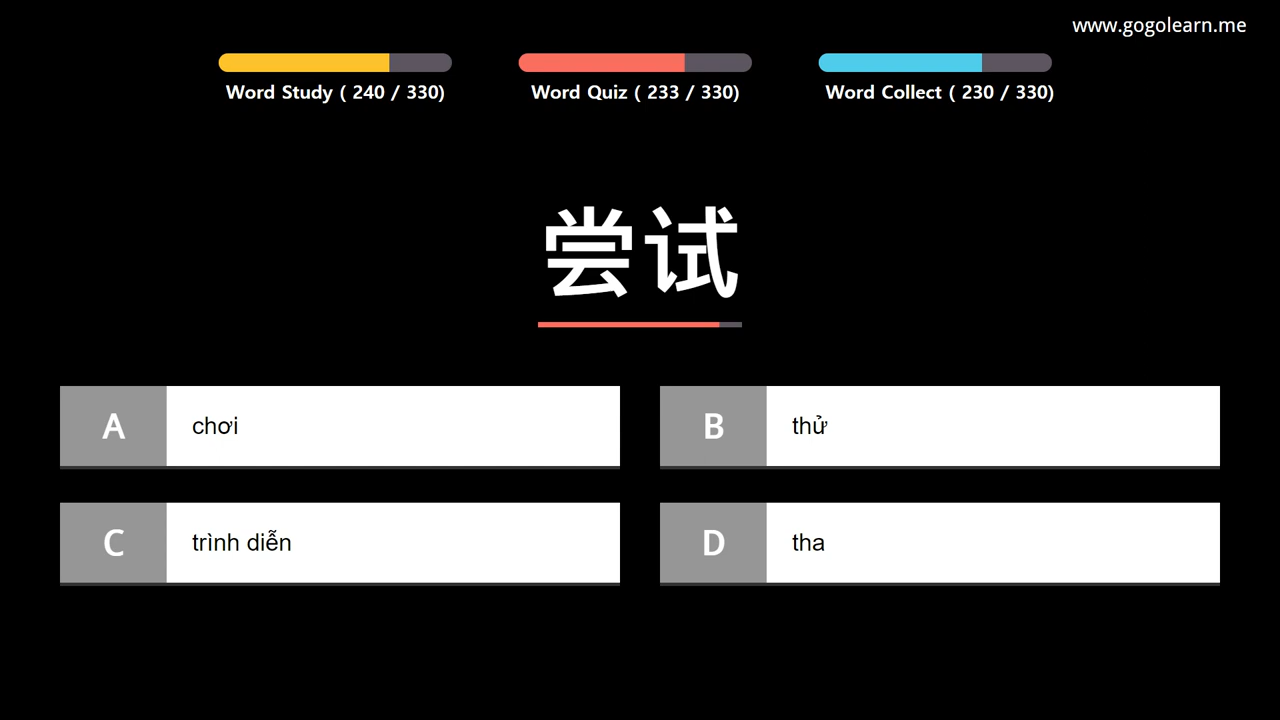 www.gogolearn.me
Word Study ( 240 / 330)
Word Quiz ( 233 / 330)
Word Collect ( 230 / 330)
尝试
A chơi
B thử
C trình diễn
D tha